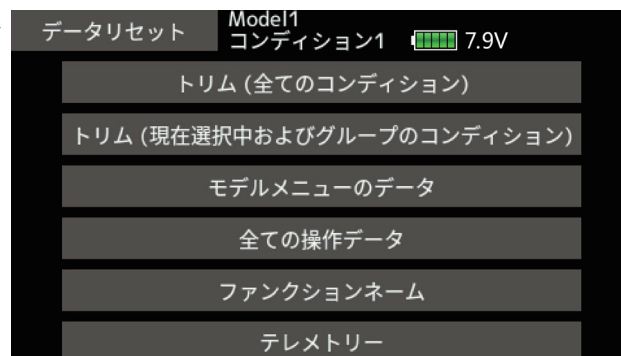 データリセット
Model1
コンディション1 7.9V
トリム (全てのコンディション)
トリム (現在選択中およびグループのコンディション)
モデルメニューのデータ
全ての操作データ
ファンクションネーム
テレメトリー